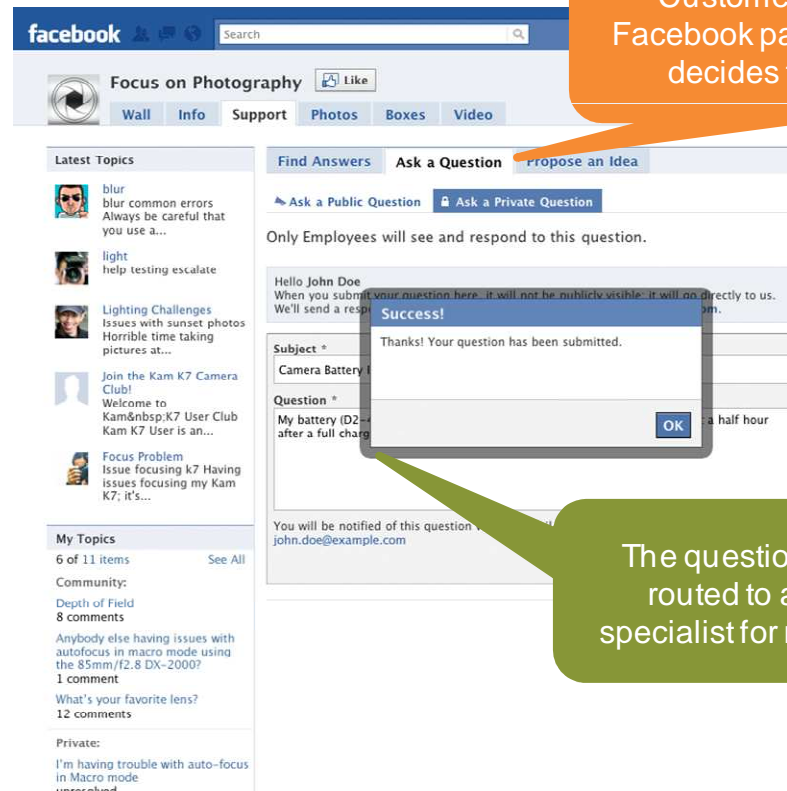 facebook
Search
Custome
Facebook pa
decides
Focus on Photography
Like
Wall Info Support Photos Boxes Video
Latest Topics
blur
blur common errors
Always be careful that
you use a...
light
help testing escalate
Lighting Challenges
Issues with sunset photos
Horrible time taking
pictures at...
Join the Kam K7 Camera
Club!
Welcome to
Kam&nbsp;K7 User Club
Kam K7 User is an...
Focus Problem
Issue focusing k7 Having
issues focusing my Kam
K7; it's...
My Topics
6 of 11 items See All
Community:
Depth of Field
8 comments
Anybody else having issues with
autofocus in macro mode using
the 85mm/f2.8 DX-2000?
1 comment
What's your favorite lens?
12 comments
Private:
I'm having trouble with auto-focus
in Macro mode
unresolved
Find Answers Ask a Question Propose an Idea
Ask a Public Question Ask a Private Question
Only Employees will see and respond to this question.
Hello John Doe
When you submit your question here, it will not be publicly visible; it will go directly to us.
We'll send a resp
Success!
Thanks! Your question has been submitted.
OK
Subject *
Camera Battery
Question *
My battery (D2- a half hour
after a full charg
You will be notified of this question
john.doe@example.com
The questio
routed to a
specialist for